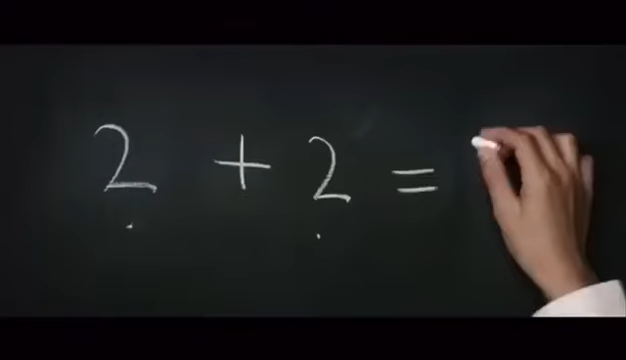 2 + 2 =